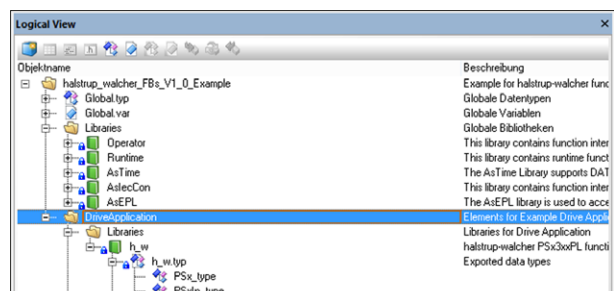 Logical View
Objektname Beschreibung
halstrup_walcher_FBs_V1_0_Example Example for halstrup-walcher func
Global.typ Globale Datentypen
Global.var Globale Variablen
Libraries Globale Bibliotheken
Operator This library contains function inter
Runtime This library contains runtime funct
AsTime The AsTime Library supports DAT
AsIecCon This library contains function inter
AsEPL The AsEPL library is used to acce
DriveApplication Elements for Example Drive Appli
Libraries Libraries for Drive Application
h_w halstrup-walcher PSx3xxPL functi
h_w.typ Exported data types
PSx_type